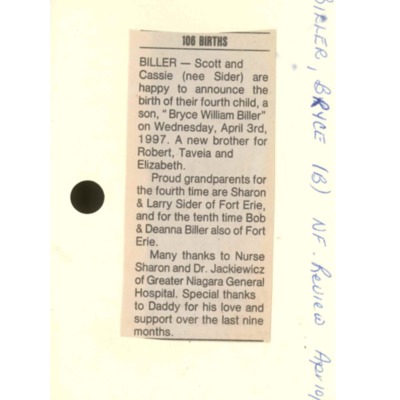 106 BIRTHS
BILLER — Scott and
Cassie (nee Sider) are
happy to announce the
birth of their fourth child, a
son, "Bryce William Biller"
on Wednesday, April 3rd,
1997. A new brother for
Robert, Taveia and
Elizabeth.
Proud grandparents for
the fourth time are Sharon
& Larry Sider of Fort Erie,
and for the tenth time Bob
& Deanna Biller also of Fort
Erie.
Many thanks to Nurse
Sharon and Dr. Jackiewicz
of Greater Niagara General
Hospital. Special thanks
to Daddy for his love and
support over the last nine
months.
BILLER, BRYCE (B) N.F. Review Apr 10,